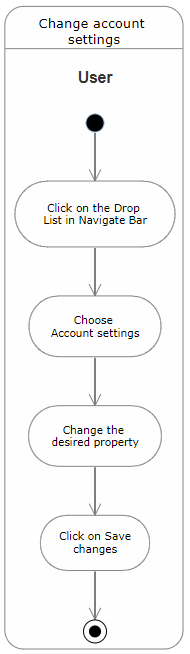 Change account
settings
User
Click on the Drop
List in Navigate Bar
Choose
Account settings
Change the
desired property
Click on Save
changes